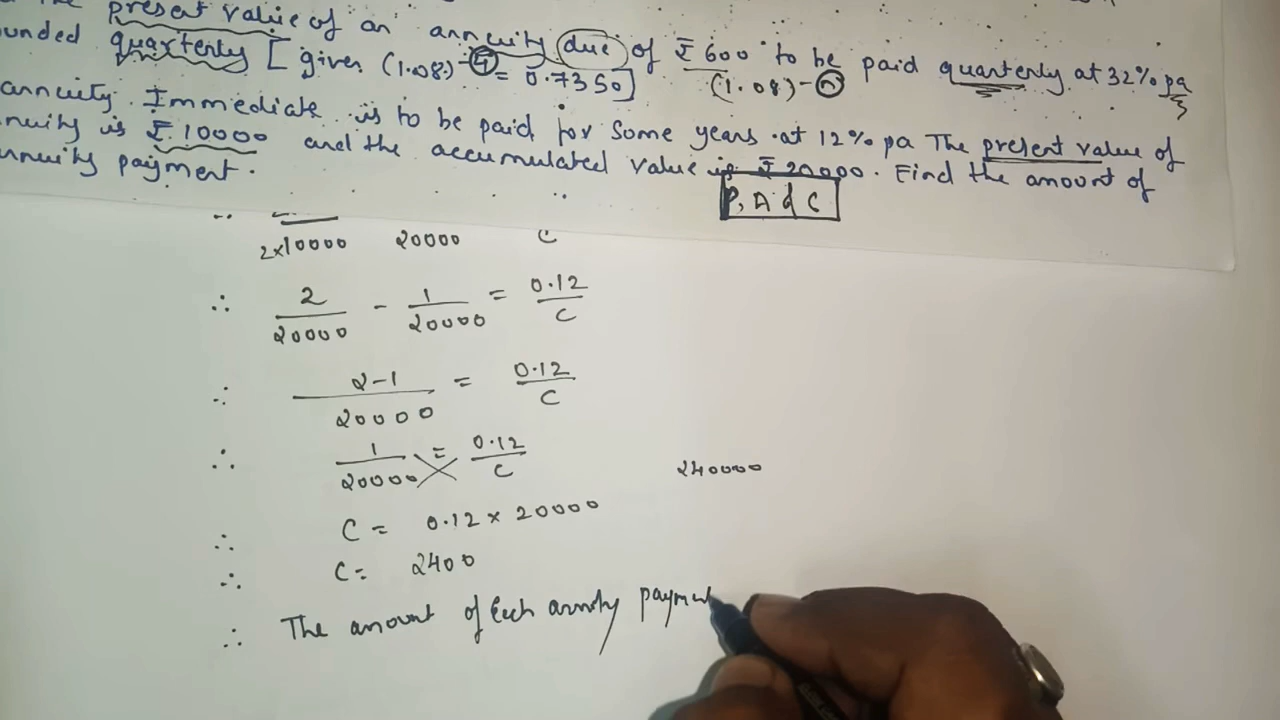 present value of an annuity due of ₹ 600 to be paid quarterly at 32% pa
unded quarterly [given (1.08)-4 = 0.7350] (1.08)-n
annuity Immediate is to be paid for some years at 12% pa The present value of
nuity is ₹ 10000 and the accumulated value is ₹ 20000. Find the amount of
nnuity payment.
P, A d C
∴ 2×10000 20000 C
∴ 2/20000 - 1/20000 = 0.12/C
∴ 2-1/20000 = 0.12/C
∴ 1/20000 = 0.12/C
240000
∴ C = 0.12 × 20000
∴ C = 2400
∴ The amount of Each annuity payment